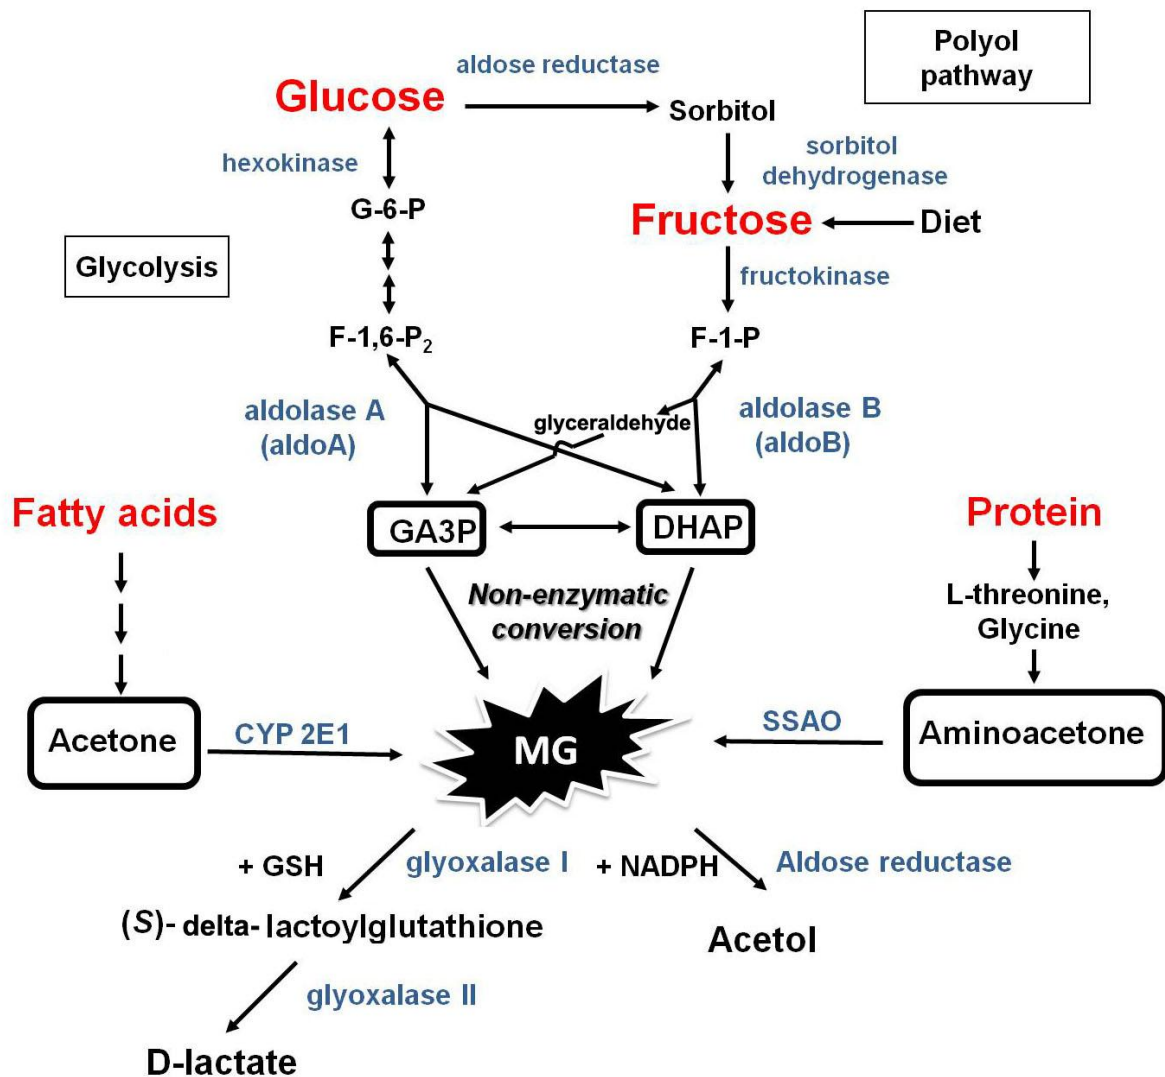 Polyol
pathway
aldose reductase
Glucose
Sorbitol
hexokinase
sorbitol
dehydrogenase
G-6-P
Fructose
Diet
Glycolysis
fructokinase
F-1,6-P₂
F-1-P
aldolase A
(aldoA)
glyceraldehyde
aldolase B
(aldoB)
Fatty acids
GA3P
DHAP
Protein
Non-enzymatic
conversion
L-threonine,
Glycine
Acetone
CYP 2E1
MG
SSAO
Aminoacetone
+ GSH
glyoxalase I
+ NADPH
Aldose reductase
(S)- delta- lactoylglutathione
Acetol
glyoxalase II
D-lactate